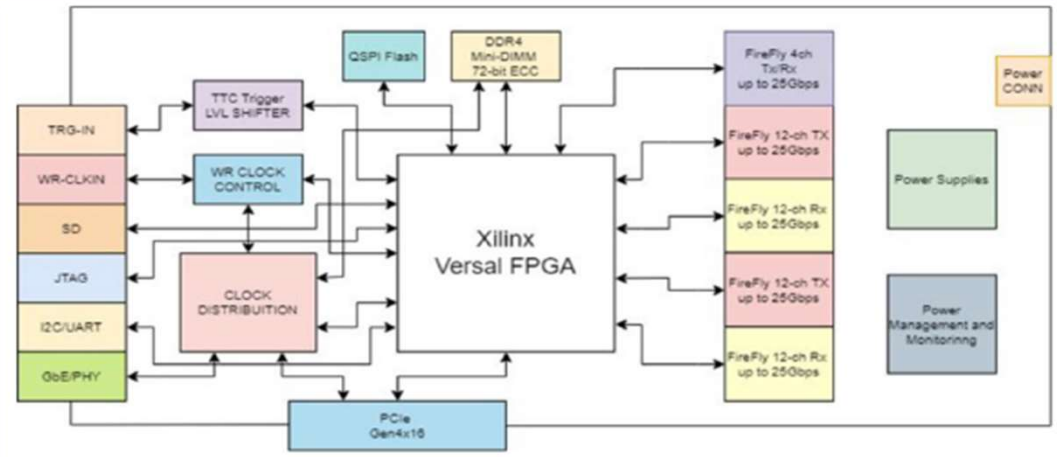 QSPI Flash
DDR4
Mini-DIMM
72-bit ECC
FireFly 4ch
Tx/Rx
up to 25Gbps
Power
CONN
TTC Trigger
LVL SHIFTER
TRG-IN
FireFly 12-ch TX
up to 25Gbps
WR-CLKIN
WR CLOCK
CONTROL
Power Supplies
SD
FireFly 12-ch Rx
up to 25Gbps
Xilinx
Versal FPGA
JTAG
CLOCK
DISTRIBUITION
FireFly 12-ch TX
up to 25Gbps
I2C/UART
Power
Management and
Monitorinng
GbE/PHY
FireFly 12-ch Rx
up to 25Gbps
PCIe
Gen4x16